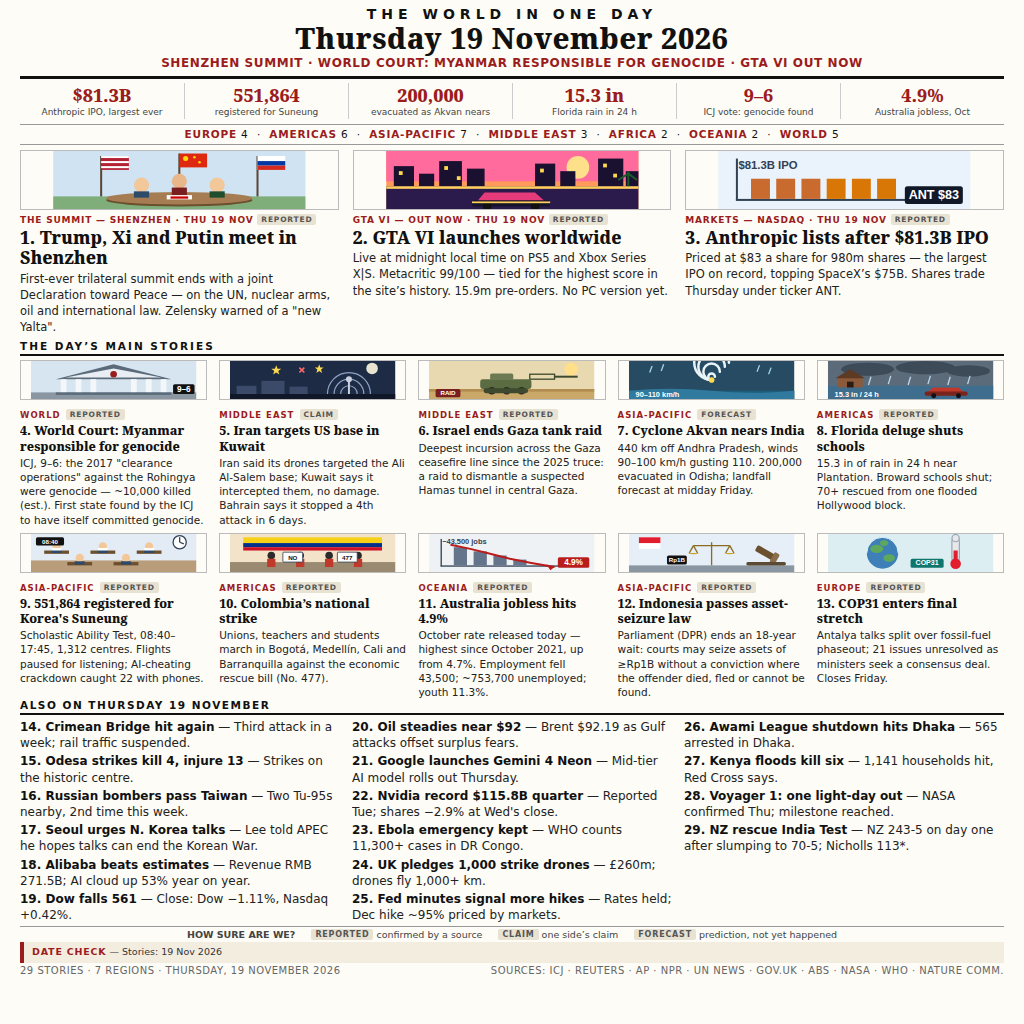 THE WORLD IN ONE DAY
Thursday 19 November 2026
SHENZHEN SUMMIT · WORLD COURT: MYANMAR RESPONSIBLE FOR GENOCIDE · GTA VI OUT NOW
$81.3B
Anthropic IPO, largest ever
551,864
registered for Suneung
200,000
evacuated as Akvan nears
15.3 in
Florida rain in 24 h
9–6
ICJ vote: genocide found
4.9%
Australia jobless, Oct
EUROPE 4 · AMERICAS 6 · ASIA-PACIFIC 7 · MIDDLE EAST 3 · AFRICA 2 · OCEANIA 2 · WORLD 5
THE SUMMIT — SHENZHEN · THU 19 NOV REPORTED
1. Trump, Xi and Putin meet in
Shenzhen
First-ever trilateral summit ends with a joint
Declaration toward Peace — on the UN, nuclear arms,
oil and international law. Zelensky warned of a "new
Yalta".
GTA VI — OUT NOW · THU 19 NOV REPORTED
2. GTA VI launches worldwide
Live at midnight local time on PS5 and Xbox Series
X|S. Metacritic 99/100 — tied for the highest score in
the site's history. 15.9m pre-orders. No PC version yet.
$81.3B IPO
ANT $83
MARKETS — NASDAQ · THU 19 NOV REPORTED
3. Anthropic lists after $81.3B IPO
Priced at $83 a share for 980m shares — the largest
IPO on record, topping SpaceX's $75B. Shares trade
Thursday under ticker ANT.
THE DAY'S MAIN STORIES
9–6
WORLD REPORTED
4. World Court: Myanmar
responsible for genocide
ICJ, 9–6: the 2017 "clearance
operations" against the Rohingya
were genocide — ~10,000 killed
(est.). First state found by the ICJ
to have itself committed genocide.
MIDDLE EAST CLAIM
5. Iran targets US base in
Kuwait
Iran said its drones targeted the Ali
Al-Salem base; Kuwait says it
intercepted them, no damage.
Bahrain says it stopped a 4th
attack in 6 days.
RAID
MIDDLE EAST REPORTED
6. Israel ends Gaza tank raid
Deepest incursion across the Gaza
ceasefire line since the 2025 truce:
a raid to dismantle a suspected
Hamas tunnel in central Gaza.
90–110 km/h
ASIA-PACIFIC FORECAST
7. Cyclone Akvan nears India
440 km off Andhra Pradesh, winds
90–100 km/h gusting 110. 200,000
evacuated in Odisha; landfall
forecast at midday Friday.
15.3 in / 24 h
AMERICAS REPORTED
8. Florida deluge shuts
schools
15.3 in of rain in 24 h near
Plantation. Broward schools shut;
70+ rescued from one flooded
Hollywood block.
08:40
ASIA-PACIFIC REPORTED
9. 551,864 registered for
Korea's Suneung
Scholastic Ability Test, 08:40–
17:45, 1,312 centres. Flights
paused for listening; AI-cheating
crackdown caught 22 with phones.
NO
477
AMERICAS REPORTED
10. Colombia's national
strike
Unions, teachers and students
march in Bogotá, Medellín, Cali and
Barranquilla against the economic
rescue bill (No. 477).
−43,500 jobs
4.9%
OCEANIA REPORTED
11. Australia jobless hits
4.9%
October rate released today —
highest since October 2021, up
from 4.7%. Employment fell
43,500; ~753,700 unemployed;
youth 11.3%.
Rp1B
ASIA-PACIFIC REPORTED
12. Indonesia passes asset-
seizure law
Parliament (DPR) ends an 18-year
wait: courts may seize assets of
≥Rp1B without a conviction where
the offender died, fled or cannot be
found.
COP31
EUROPE REPORTED
13. COP31 enters final
stretch
Antalya talks split over fossil-fuel
phaseout; 21 issues unresolved as
ministers seek a consensus deal.
Closes Friday.
ALSO ON THURSDAY 19 NOVEMBER
14. Crimean Bridge hit again — Third attack in a
week; rail traffic suspended.
15. Odesa strikes kill 4, injure 13 — Strikes on
the historic centre.
16. Russian bombers pass Taiwan — Two Tu-95s
nearby, 2nd time this week.
17. Seoul urges N. Korea talks — Lee told APEC
he hopes talks can end the Korean War.
18. Alibaba beats estimates — Revenue RMB
271.5B; AI cloud up 53% year on year.
19. Dow falls 561 — Close: Dow −1.11%, Nasdaq
+0.42%.
20. Oil steadies near $92 — Brent $92.19 as Gulf
attacks offset surplus fears.
21. Google launches Gemini 4 Neon — Mid-tier
AI model rolls out Thursday.
22. Nvidia record $115.8B quarter — Reported
Tue; shares −2.9% at Wed's close.
23. Ebola emergency kept — WHO counts
11,300+ cases in DR Congo.
24. UK pledges 1,000 strike drones — £260m;
drones fly 1,000+ km.
25. Fed minutes signal more hikes — Rates held;
Dec hike ~95% priced by markets.
26. Awami League shutdown hits Dhaka — 565
arrested in Dhaka.
27. Kenya floods kill six — 1,141 households hit,
Red Cross says.
28. Voyager 1: one light-day out — NASA
confirmed Thu; milestone reached.
29. NZ rescue India Test — NZ 243-5 on day one
after slumping to 70-5; Nicholls 113*.
HOW SURE ARE WE? REPORTED confirmed by a source CLAIM one side's claim FORECAST prediction, not yet happened
DATE CHECK — Stories: 19 Nov 2026
29 STORIES · 7 REGIONS · THURSDAY, 19 NOVEMBER 2026
SOURCES: ICJ · REUTERS · AP · NPR · UN NEWS · GOV.UK · ABS · NASA · WHO · NATURE COMM.